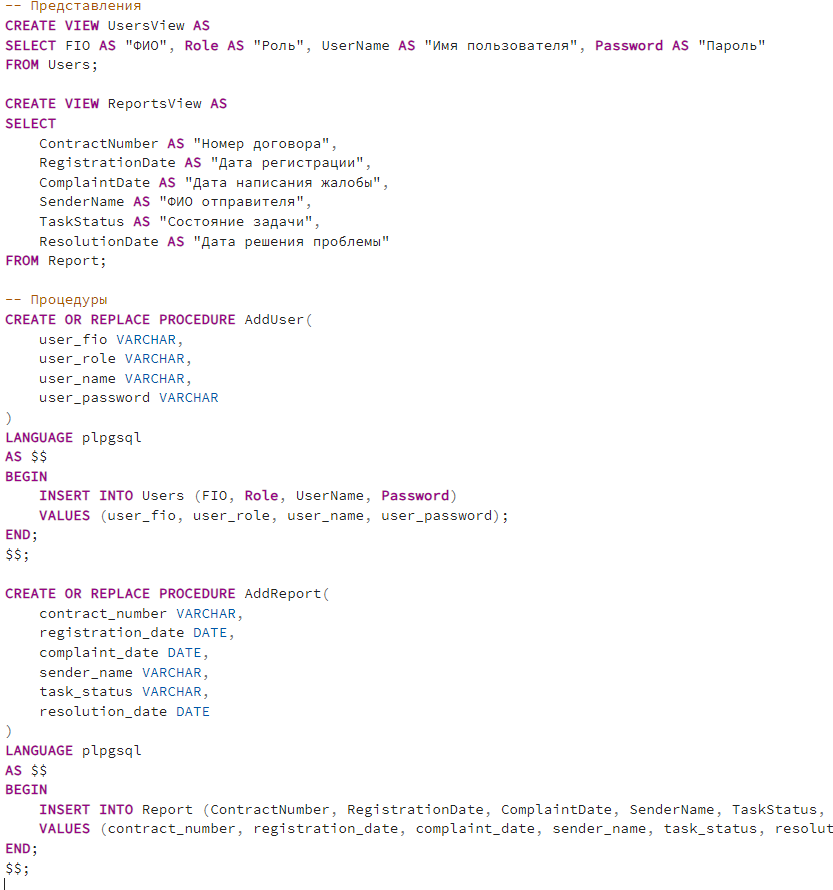 -- Представления
CREATE VIEW UsersView AS
SELECT FIO AS "ФИО", Role AS "Роль", UserName AS "Имя пользователя", Password AS "Пароль"
FROM Users;
CREATE VIEW ReportsView AS
SELECT
ContractNumber AS "Номер договора",
RegistrationDate AS "Дата регистрации",
ComplaintDate AS "Дата написания жалобы",
SenderName AS "ФИО отправителя",
TaskStatus AS "Состояние задачи",
ResolutionDate AS "Дата решения проблемы"
FROM Report;
-- Процедуры
CREATE OR REPLACE PROCEDURE AddUser(
user_fio VARCHAR,
user_role VARCHAR,
user_name VARCHAR,
user_password VARCHAR
)
LANGUAGE plpgsql
AS $$
BEGIN
INSERT INTO Users (FIO, Role, UserName, Password)
VALUES (user_fio, user_role, user_name, user_password);
END;
$$;
CREATE OR REPLACE PROCEDURE AddReport(
contract_number VARCHAR,
registration_date DATE,
complaint_date DATE,
sender_name VARCHAR,
task_status VARCHAR,
resolution_date DATE
)
LANGUAGE plpgsql
AS $$
BEGIN
INSERT INTO Report (ContractNumber, RegistrationDate, ComplaintDate, SenderName, TaskStatus,
VALUES (contract_number, registration_date, complaint_date, sender_name, task_status, resolut
END;
$$;